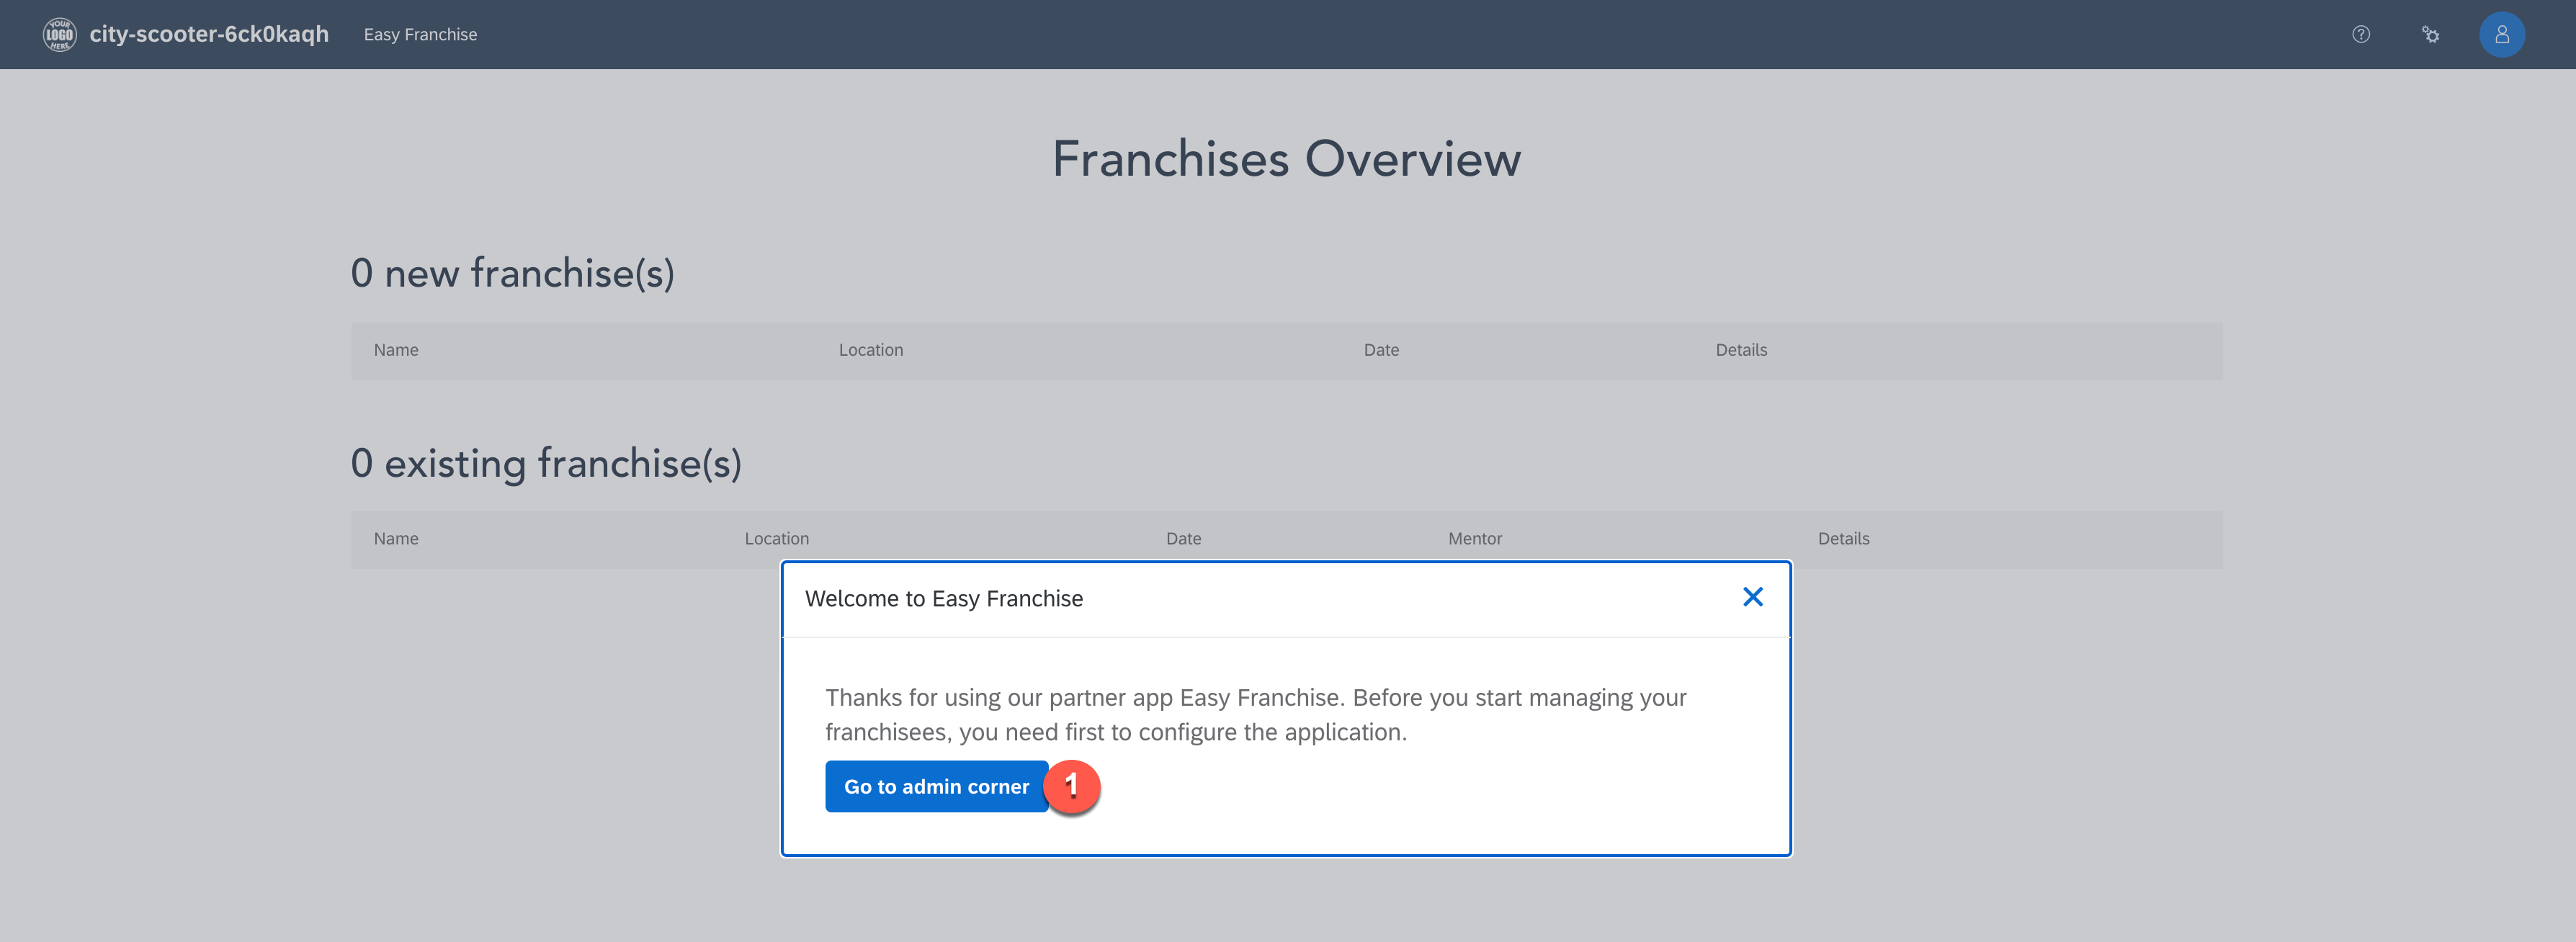 YOUR
LOGO
HERE
city-scooter-6ck0kaqh
Easy Franchise
?
Franchises Overview
0 new franchise(s)
Name Location Date Details
0 existing franchise(s)
Name Location Date Mentor Details
Welcome to Easy Franchise
Thanks for using our partner app Easy Franchise. Before you start managing your
franchisees, you need first to configure the application.
Go to admin corner
1